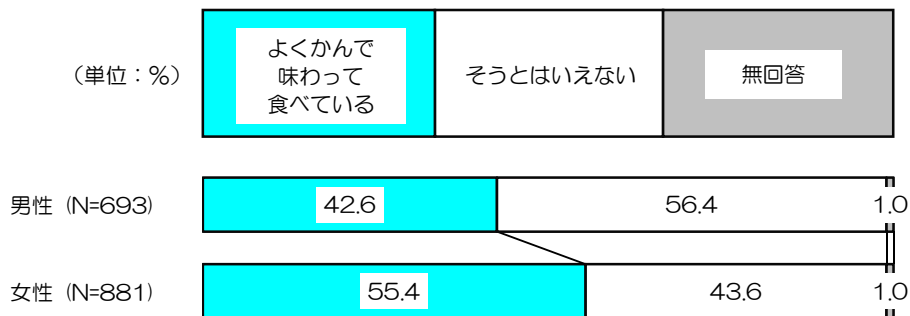 （単位：％）
よくかんで
味わって
食べている
そうとはいえない
無回答
男性 (N=693)
42.6
56.4
1.0
女性 (N=881)
55.4
43.6
1.0